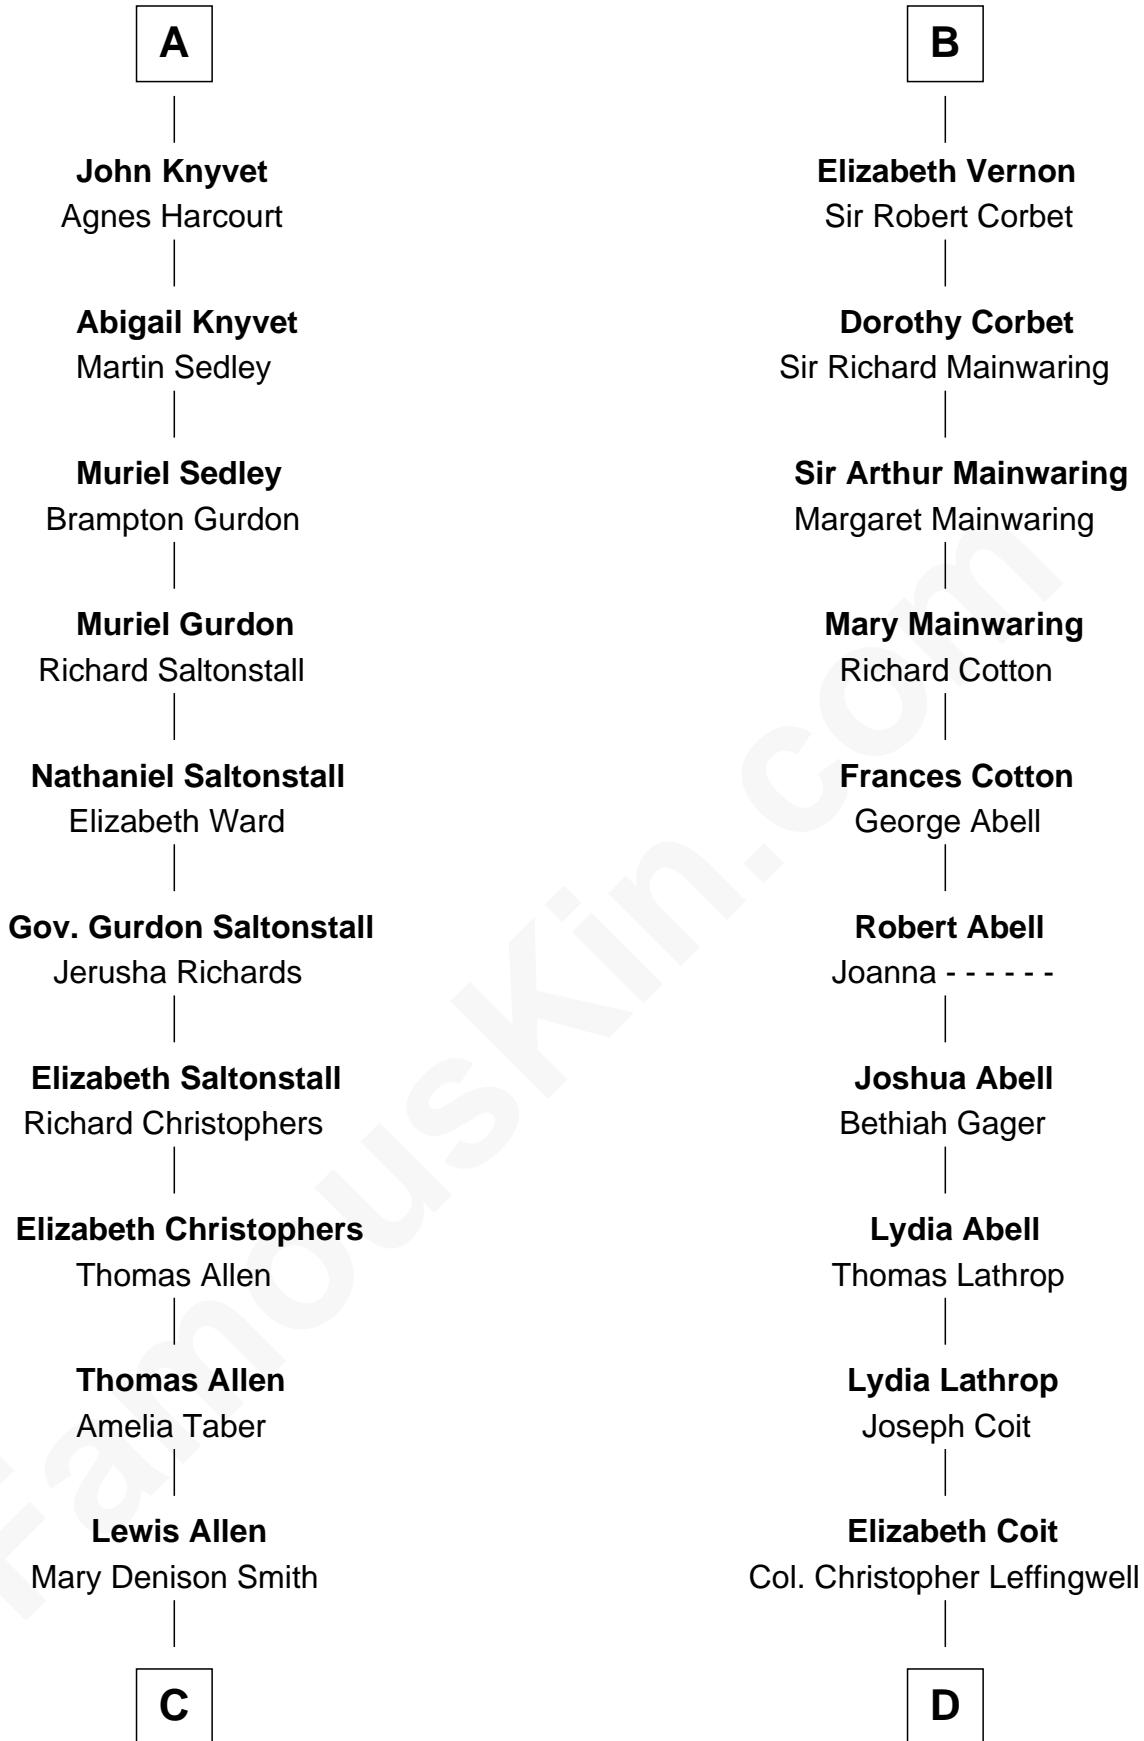 A
John Knyvet
Agnes Harcourt
Abigail Knyvet
Martin Sedley
Muriel Sedley
Brampton Gurdon
Muriel Gurdon
Richard Saltonstall
Nathaniel Saltonstall
Elizabeth Ward
Gov. Gurdon Saltonstall
Jerusha Richards
Elizabeth Saltonstall
Richard Christophers
Elizabeth Christophers
Thomas Allen
Thomas Allen
Amelia Taber
Lewis Allen
Mary Denison Smith
C
B
Elizabeth Vernon
Sir Robert Corbet
Dorothy Corbet
Sir Richard Mainwaring
Sir Arthur Mainwaring
Margaret Mainwaring
Mary Mainwaring
Richard Cotton
Frances Cotton
George Abell
Robert Abell
Joanna - - - - - -
Joshua Abell
Bethiah Gager
Lydia Abell
Thomas Lathrop
Lydia Lathrop
Joseph Coit
Elizabeth Coit
Col. Christopher Leffingwell
D
FamousKin.com